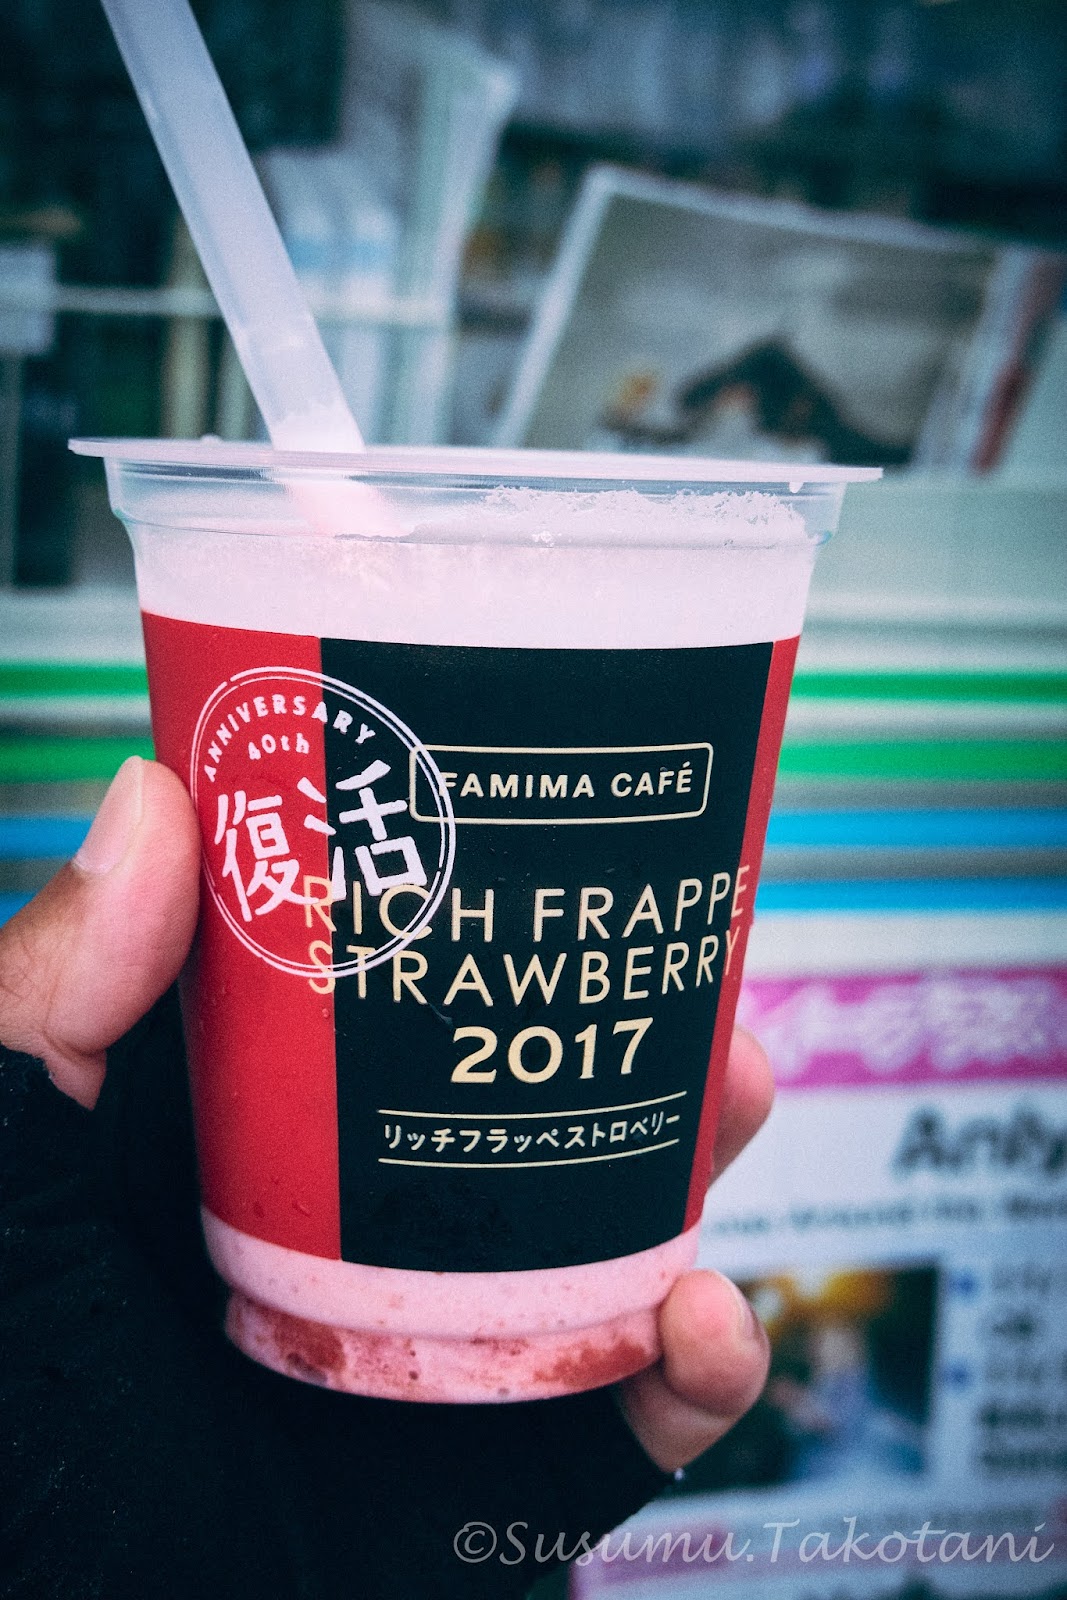 ANNIVERSARY
40th
復活
FAMIMA CAFÉ
RICH FRAPPE
STRAWBERRY
2017
リッチフラッペストロベリー
©Susumu.Takotani